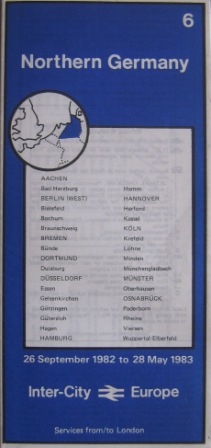 6
Northern Germany
AACHEN
Bad Harzburg
BERLIN (WEST)
Bielefeld
Bochum
Braunschweig
BREMEN
Bünde
DORTMUND
Duisburg
DÜSSELDORF
Essen
Gelsenkirchen
Göttingen
Gütersloh
Hagen
HAMBURG
Hamm
HANNOVER
Herford
Kassel
KÖLN
Krefeld
Löhne
Minden
Mönchengladbach
MÜNSTER
Oberhausen
OSNABRÜCK
Paderborn
Rheine
Viersen
Wuppertal-Elberfeld
26 September 1982 to 28 May 1983
Inter-City Europe
Services from/to London